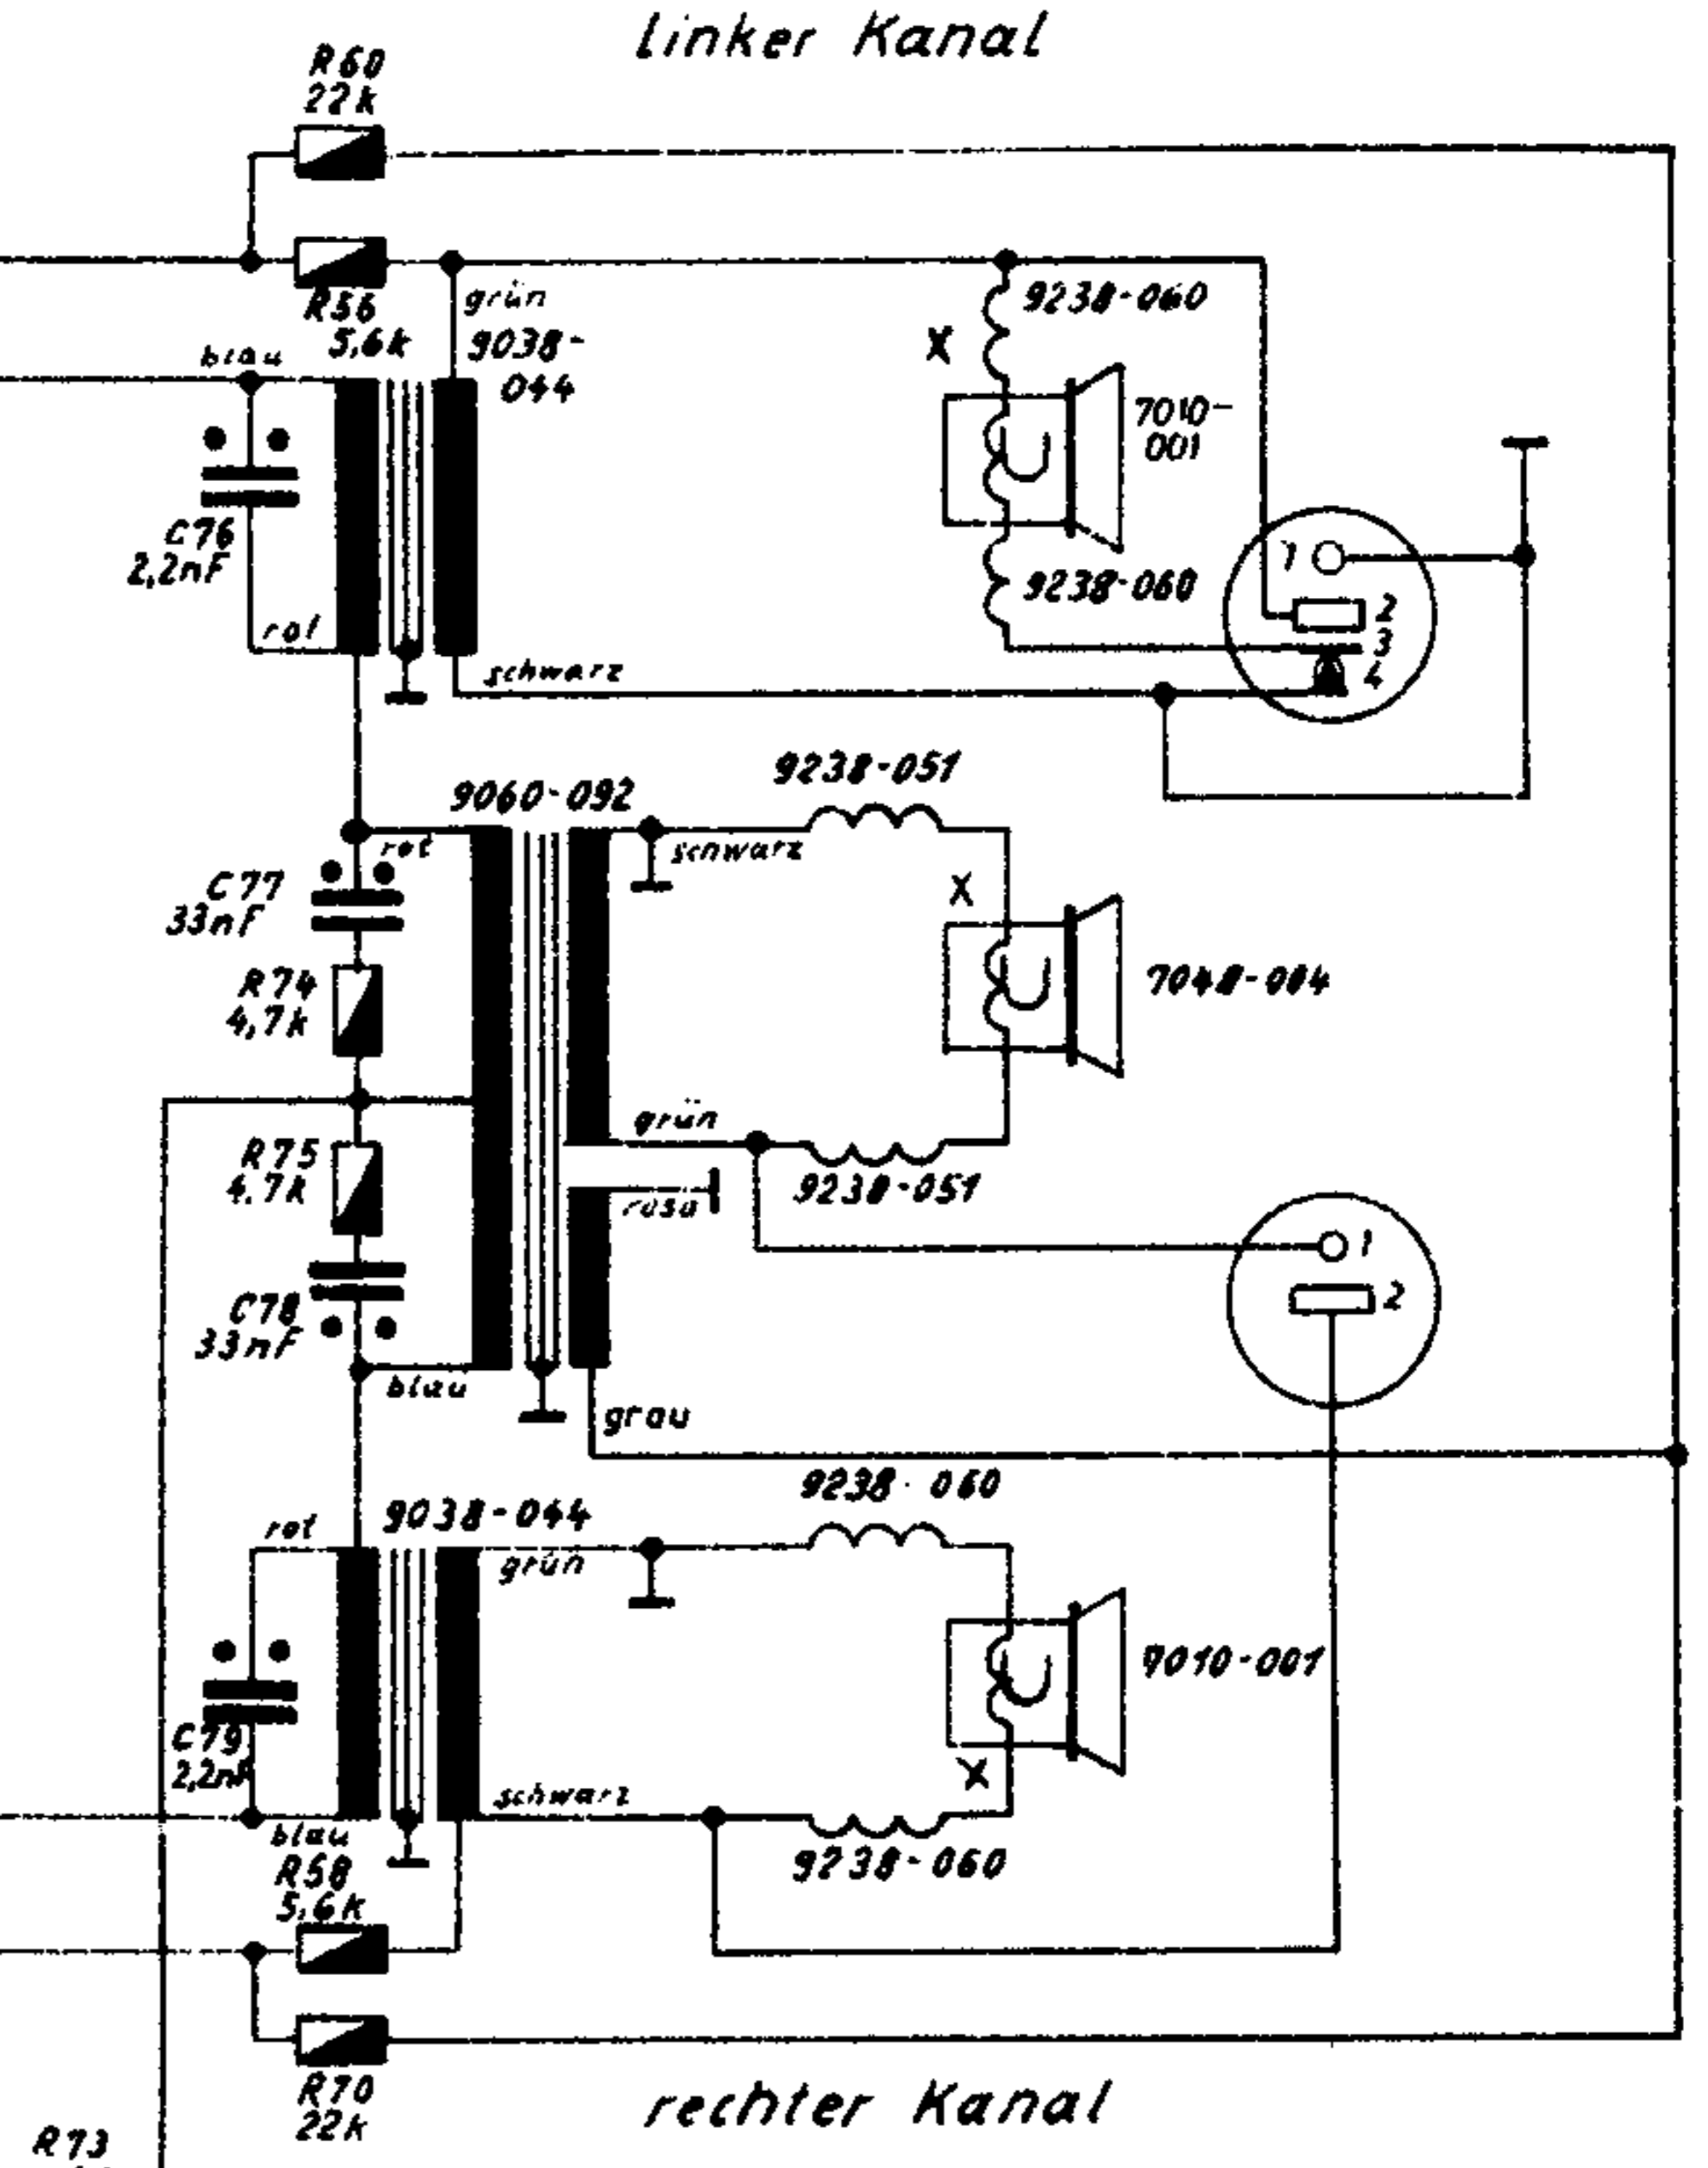 linker Kanal
R60
22k
R56
5,6k
grün
9038-
044
blau
C76
2,2nF
rot
schwarz
9238-060
X
7010-
001
9238-060
1
2
3
4
9060-092
rot
C77
33nF
R74
4,7k
R75
4,7k
C78
33nF
blau
9238-051
schwarz
X
grün
9238-051
rosa
grau
1
2
9238-060
rot
9038-044
grün
C79
2,2nF
blau
schwarz
7010-001
X
9238-060
R58
5,6k
R70
22k
R73
rechter Kanal